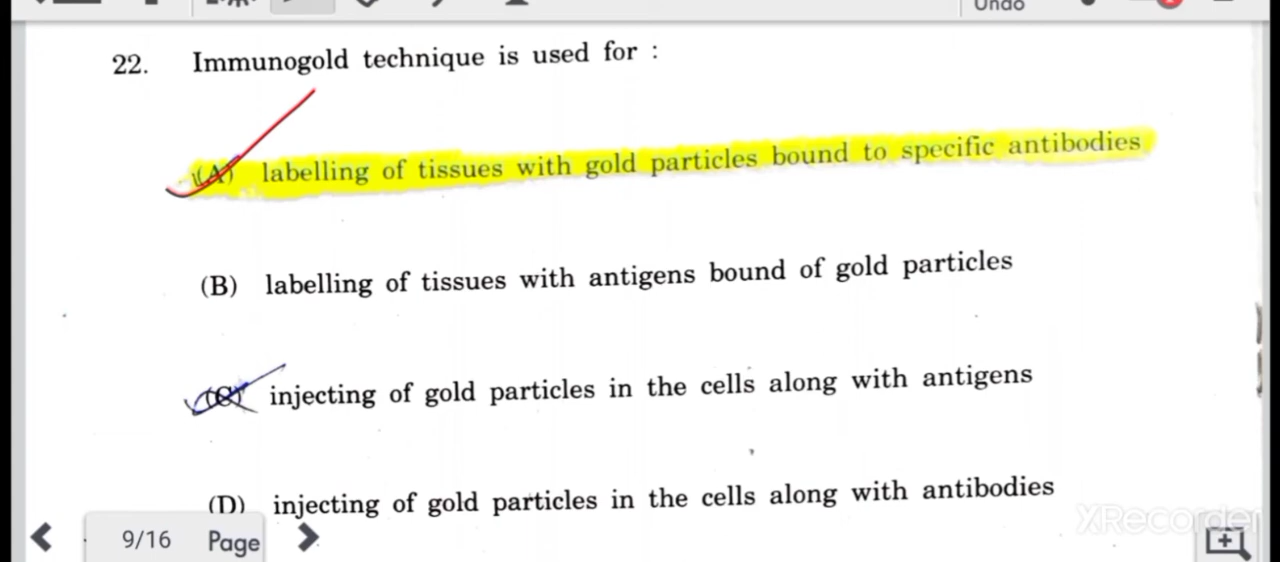 Undo
22. Immunogold technique is used for :
(A) labelling of tissues with gold particles bound to specific antibodies
(B) labelling of tissues with antigens bound of gold particles
(C) injecting of gold particles in the cells along with antigens
(D) injecting of gold particles in the cells along with antibodies
9/16 Page
XRecorder